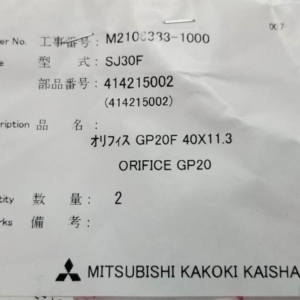 er No. 工事番号: M2106333-1000
e 型 式: SJ30F
部品番号: 414215002
(414215002)
cription 品 名:
オリフィス GP20F 40X11.3
ORIFICE GP20
ntity 数 量: 2
rks 備 考:
MITSUBISHI KAKOKI KAISHA